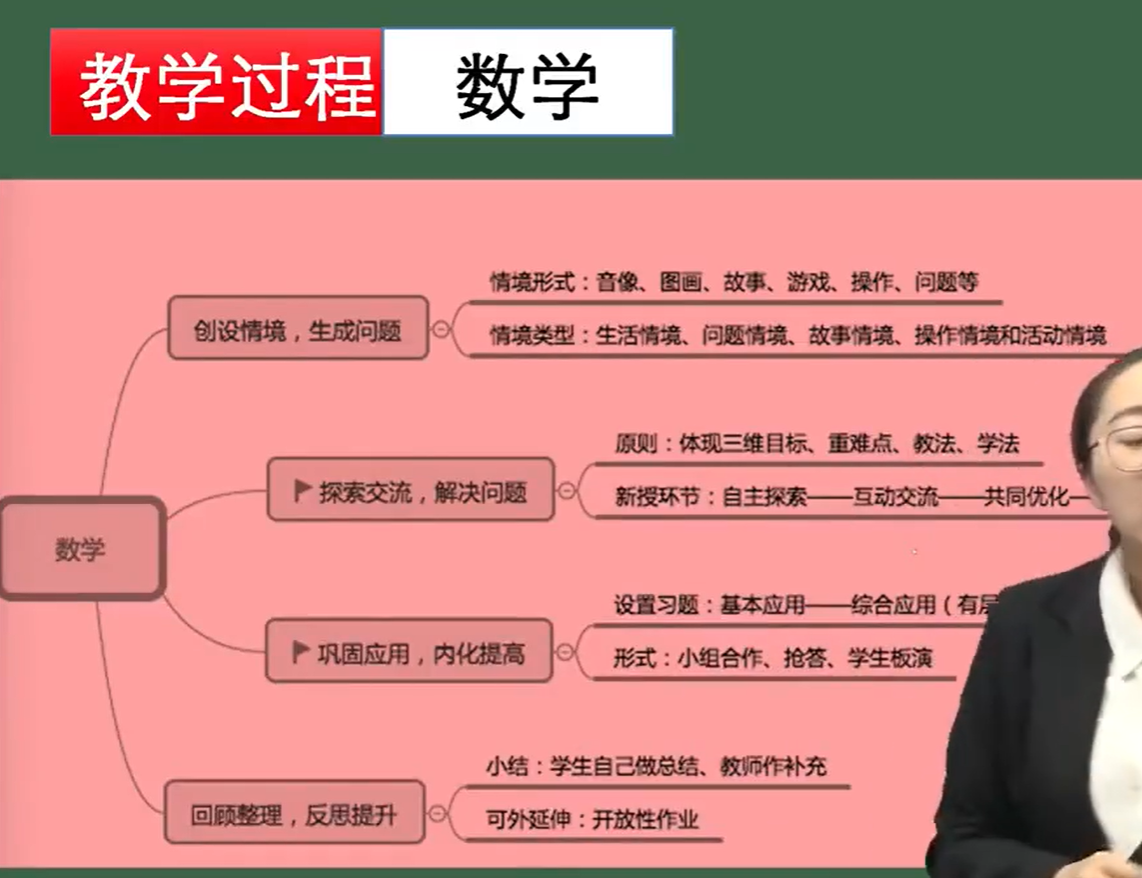 教学过程 数学
情境形式：音像、图画、故事、游戏、操作、问题等
创设情境，生成问题
情境类型：生活情境、问题情境、故事情境、操作情境和活动情境
原则：体现三维目标、重难点、教法、学法
探索交流，解决问题
新授环节：自主探索——互动交流——共同优化—
数学
设置习题：基本应用——综合应用（有层
巩固应用，内化提高
形式：小组合作、抢答、学生板演
小结：学生自己做总结、教师作补充
回顾整理，反思提升
可外延伸：开放性作业